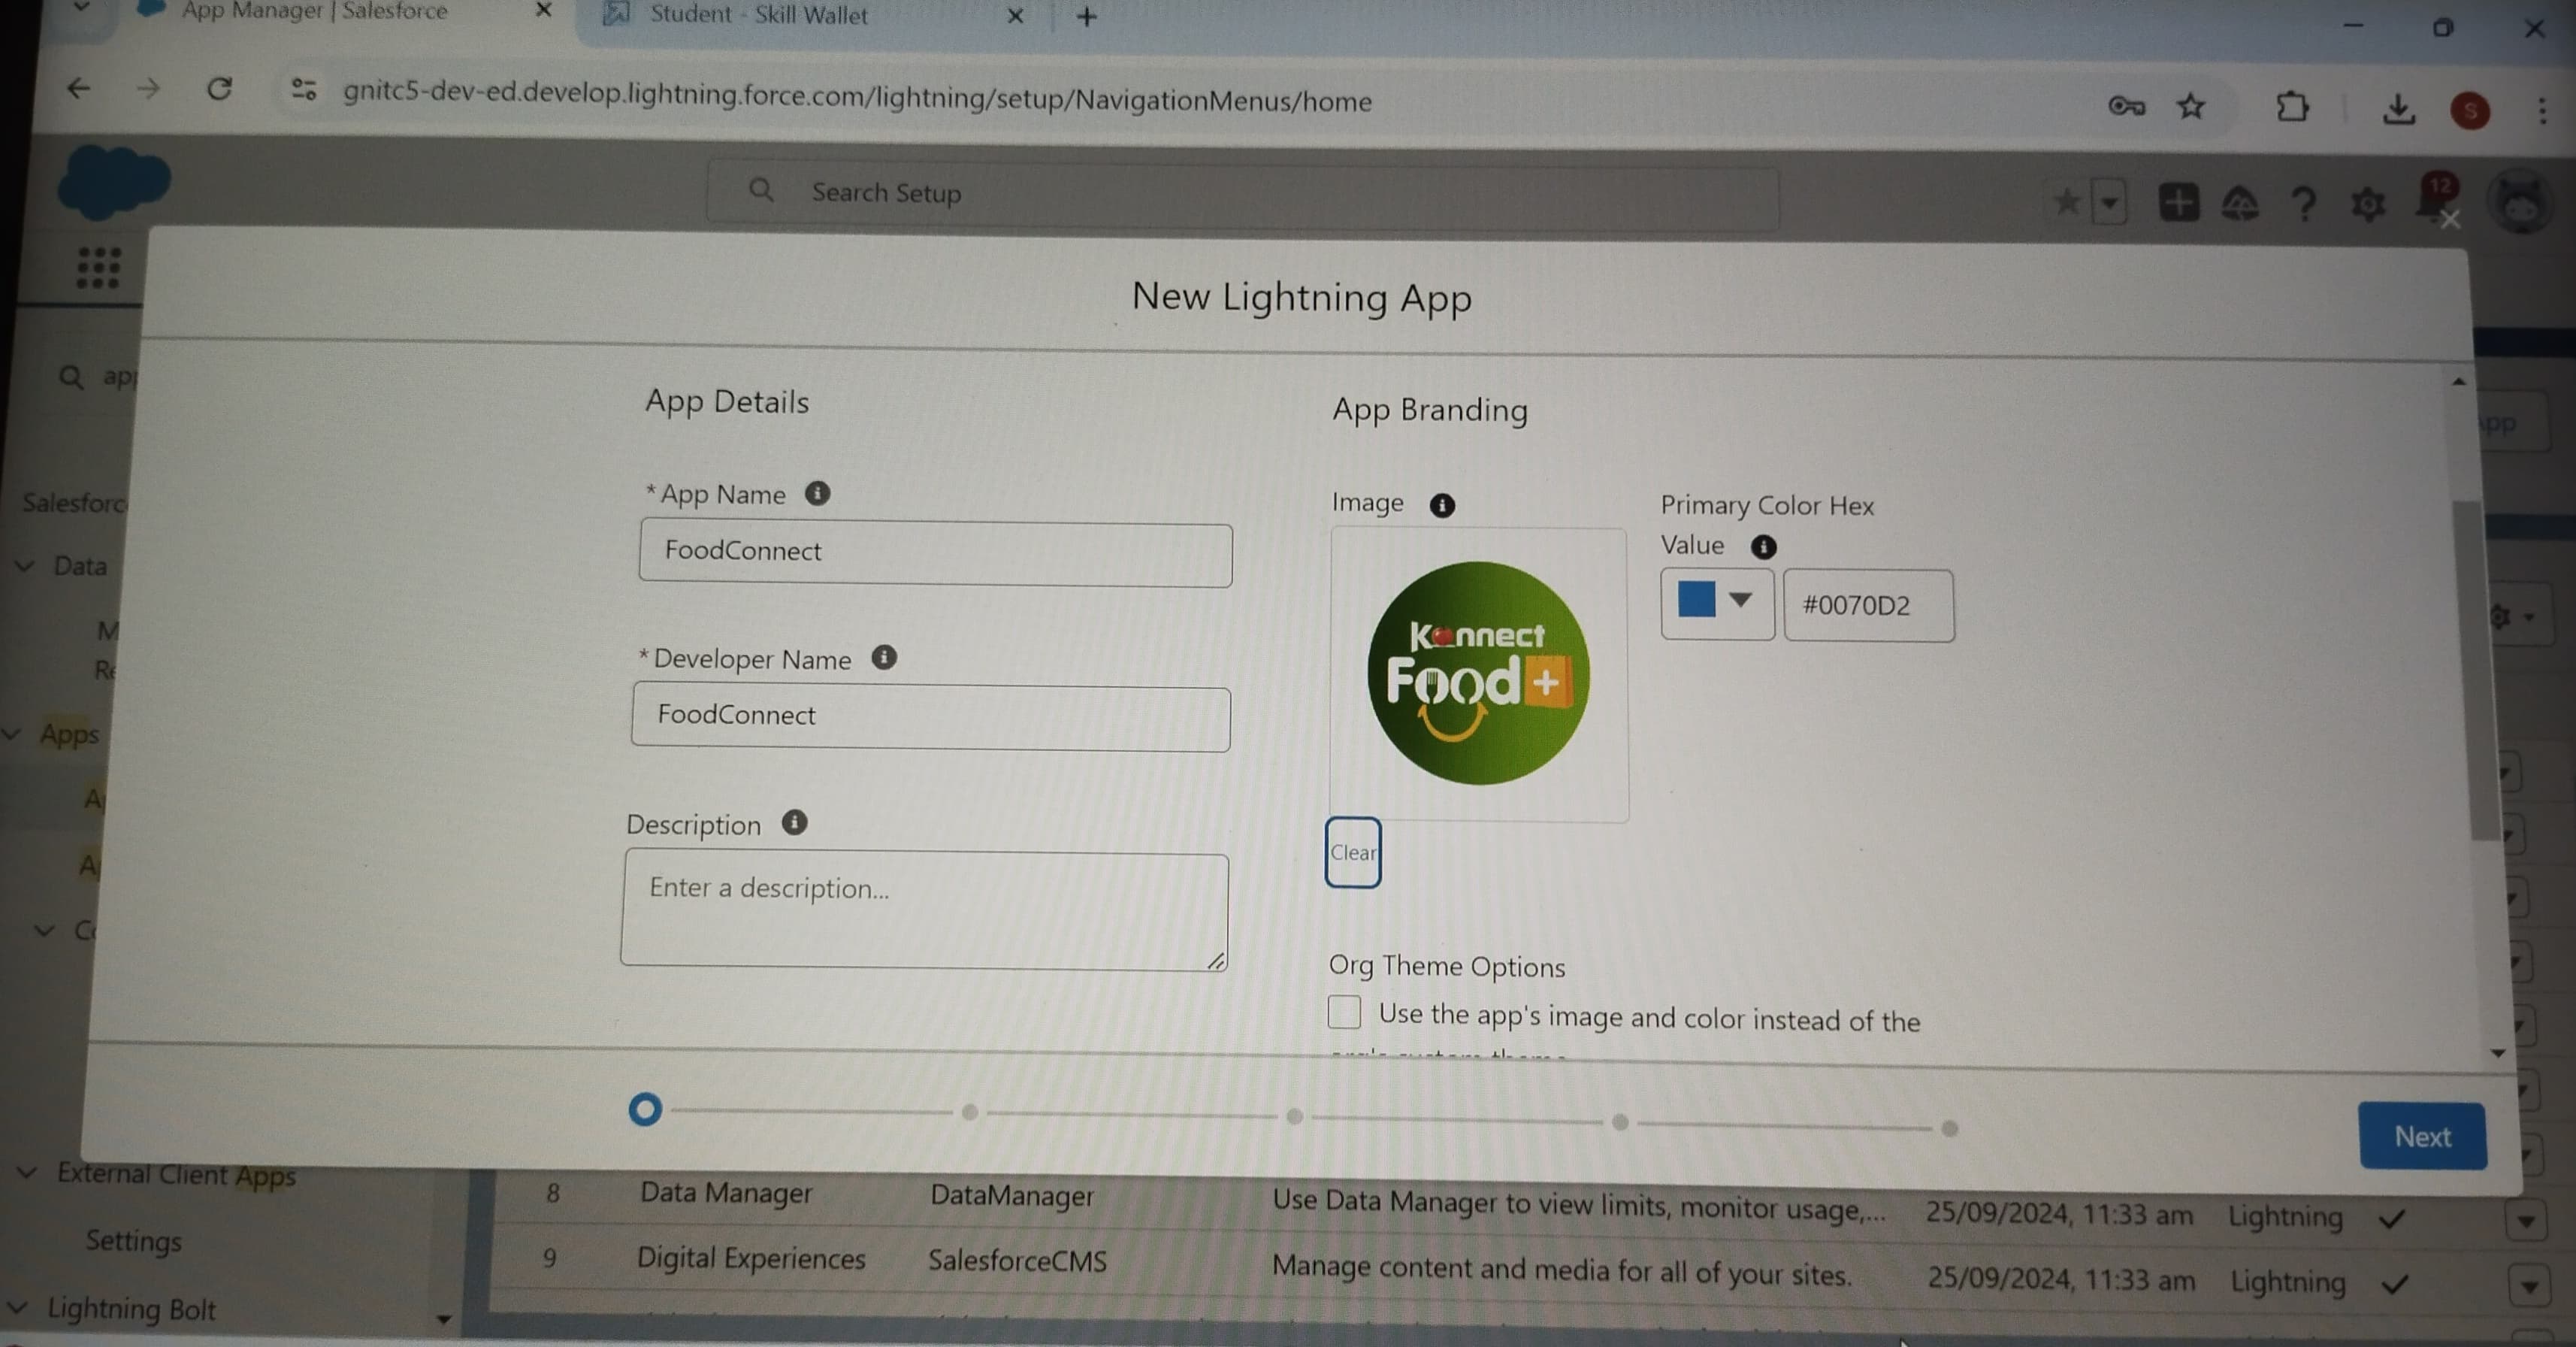 App Manager | Salesforce
Student - Skill Wallet
gnitc5-dev-ed.develop.lightning.force.com/lightning/setup/NavigationMenus/home
S
Search Setup
12
New Lightning App
App Details
App Branding
*App Name
FoodConnect
*Developer Name
FoodConnect
Description
Enter a description...
Image
Konnect
Food+
Clear
Primary Color Hex
Value
#0070D2
Org Theme Options
Use the app's image and color instead of the
Next
Data
Apps
External Client Apps
Settings
Lightning Bolt
8 Data Manager DataManager Use Data Manager to view limits, monitor usage,... 25/09/2024, 11:33 am Lightning
9 Digital Experiences SalesforceCMS Manage content and media for all of your sites. 25/09/2024, 11:33 am Lightning